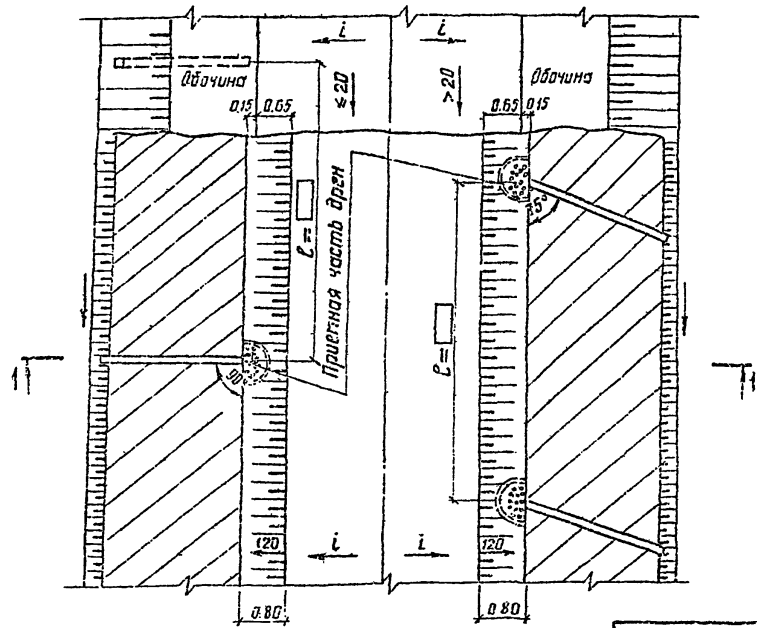 i i
Обочина Обочина
≤20 >20
0.15 0.65 0.65 0.15
ℓ=
Приемная часть дрен
75°
ℓ=
90
1 1
120 i i 120
0.80 0.80